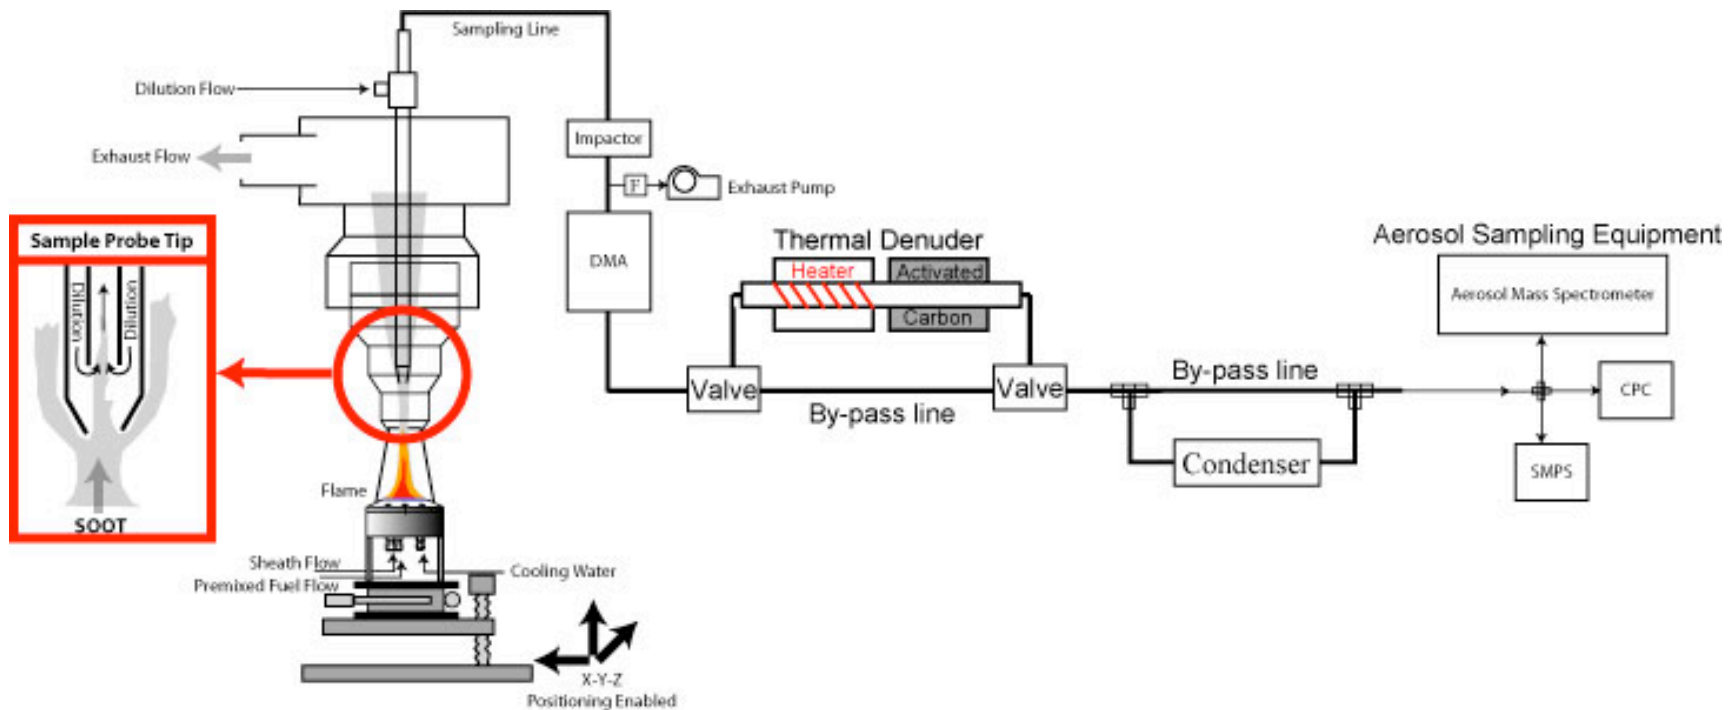 Sampling Line
Dilution Flow
Impactor
Exhaust Flow
F
Exhaust Pump
Sample Probe Tip
Dilution
Dilution
SOOT
DMA
Thermal Denuder
Heater
Activated
Carbon
Valve
Valve
By-pass line
By-pass line
Condenser
Aerosol Sampling Equipment
Aerosol Mass Spectrometer
CPC
SMPS
Flame
Sheath Flow
Premixed Fuel Flow
Cooling Water
X-Y-Z
Positioning Enabled